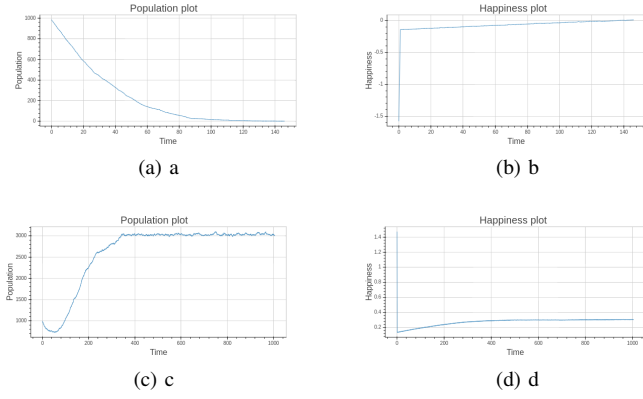 Population plot
1000
800
600
400
200
0
Population
0 20 40 60 80 100 120 140
Time
(a) a
Happiness plot
0
-0.5
-1
-1.5
Happiness
0 20 40 60 80 100 120 140
Time
(b) b
Population plot
3000
2500
2000
1500
1000
Population
0 200 400 600 800 1000
Time
(c) c
Happiness plot
1.4
1.2
1
0.8
0.6
0.4
0.2
Happiness
0 200 400 600 800 1000
Time
(d) d